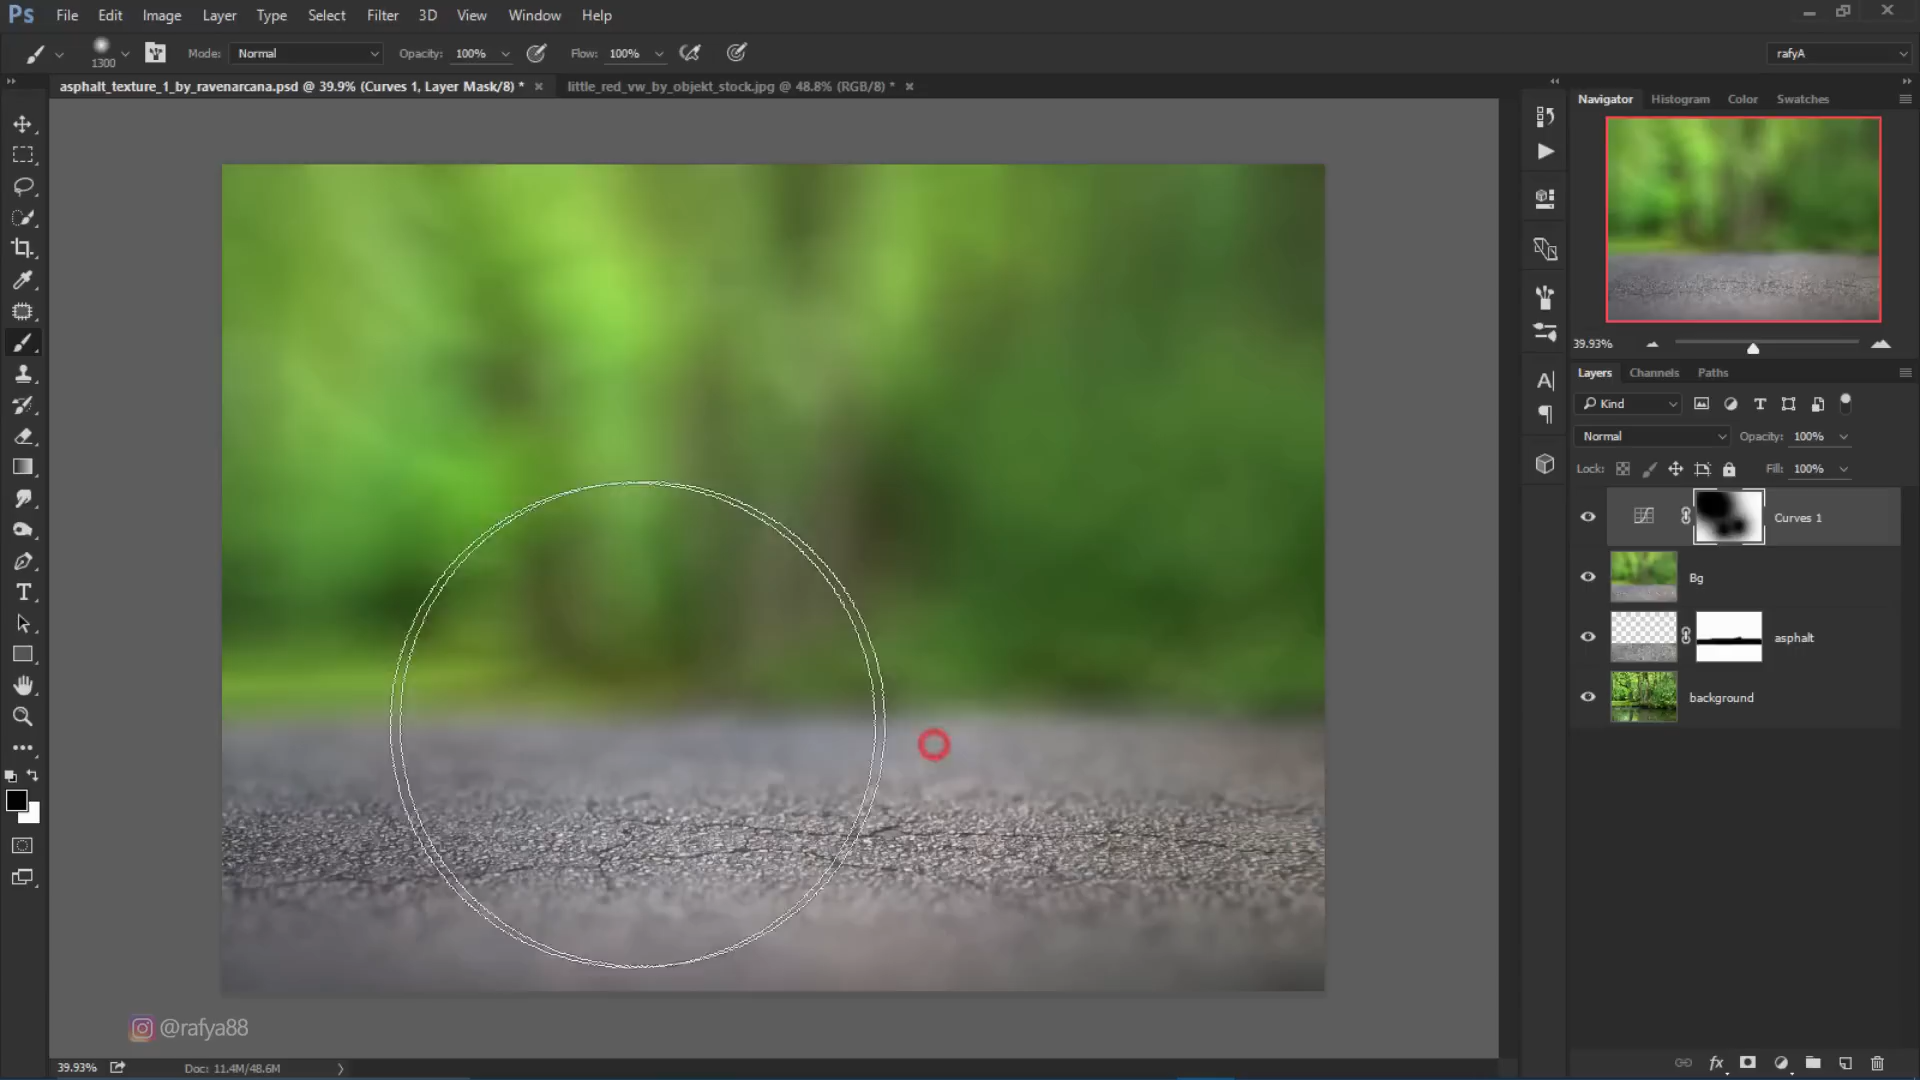 Ps File Edit Image Layer Type Select Filter 3D View Window Help
1300 Mode: Normal Opacity: 100% Flow: 100% rafyA
asphalt_texture_1_by_ravenarcana.psd @ 39.9% (Curves 1, Layer Mask/8) * little_red_vw_by_objekt_stock.jpg @ 48.8% (RGB/8) *
Navigator Histogram Color Swatches
39.93%
Layers Channels Paths
Kind
Normal Opacity: 100%
Lock: Fill: 100%
Curves 1
Bg
asphalt
background
@rafya88
39.93% Doc: 11.4M/48.6M